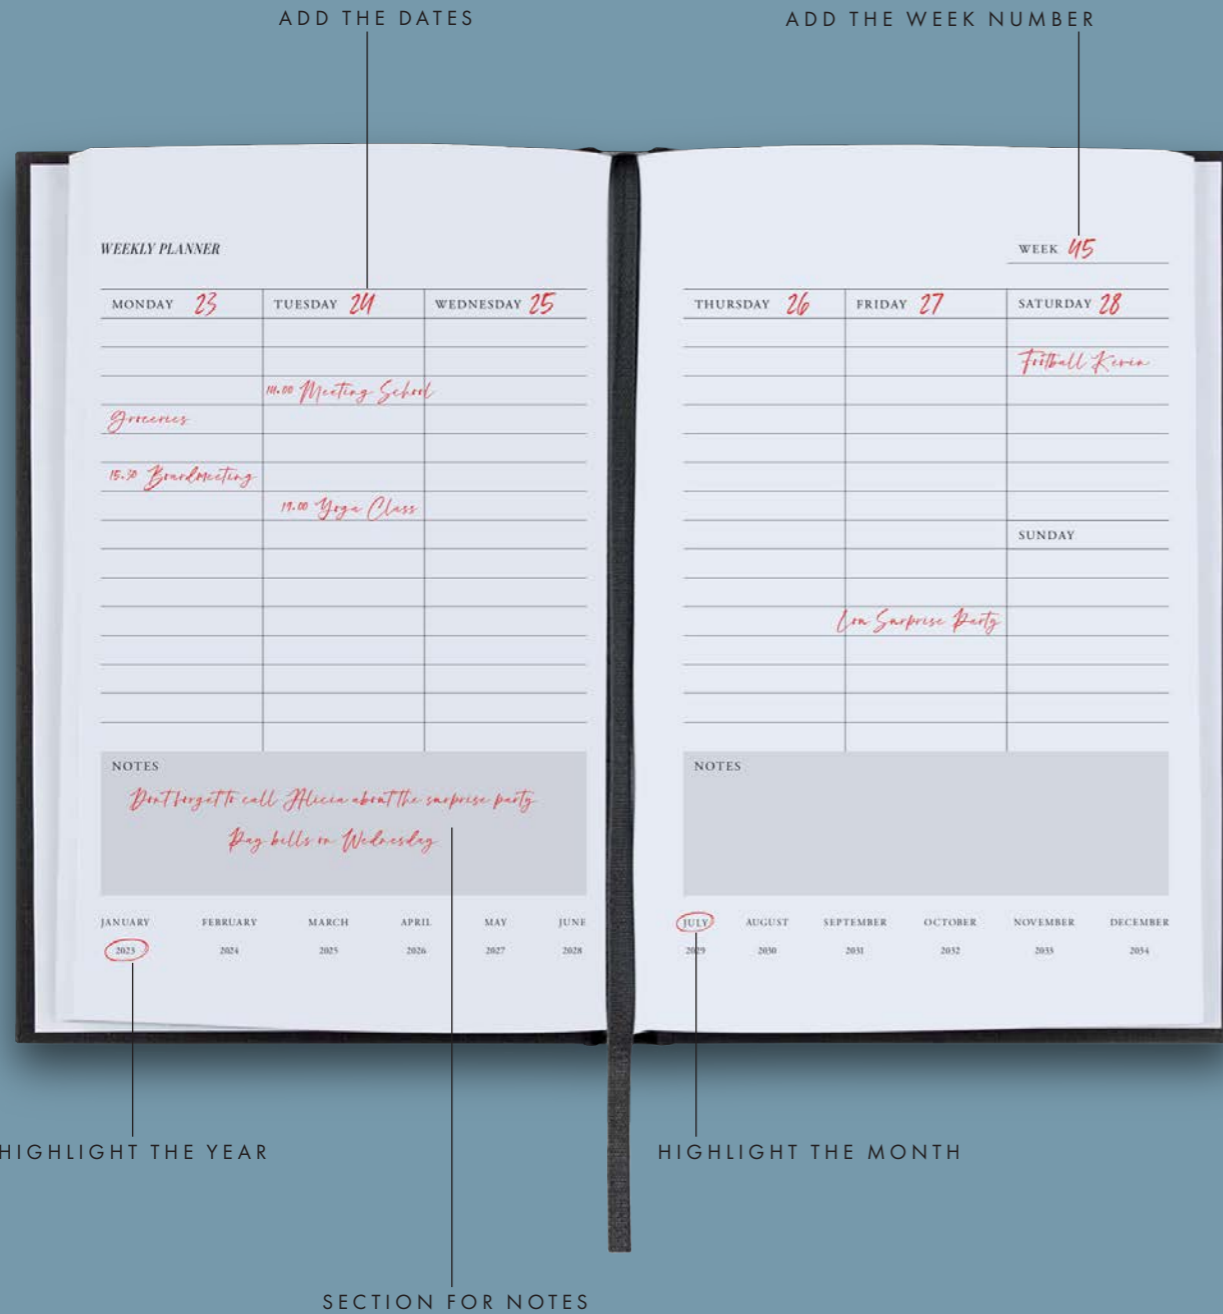 ADD THE DATES
ADD THE WEEK NUMBER
WEEKLY PLANNER
WEEK 45
MONDAY 23
TUESDAY 24
WEDNESDAY 25
THURSDAY 26
FRIDAY 27
SATURDAY 28
Football Kevin
14.00 Meeting School
Groceries
15.30 Boardmeeting
19.00 Yoga Class
SUNDAY
Surprise Party
NOTES
Dont forget to call Alicia about the surprise party
Pay bills on Wednesday
NOTES
JANUARY FEBRUARY MARCH APRIL MAY JUNE
2023 2024 2025 2026 2027 2028
JULY AUGUST SEPTEMBER OCTOBER NOVEMBER DECEMBER
2029 2030 2031 2032 2033 2034
HIGHLIGHT THE YEAR
HIGHLIGHT THE MONTH
SECTION FOR NOTES